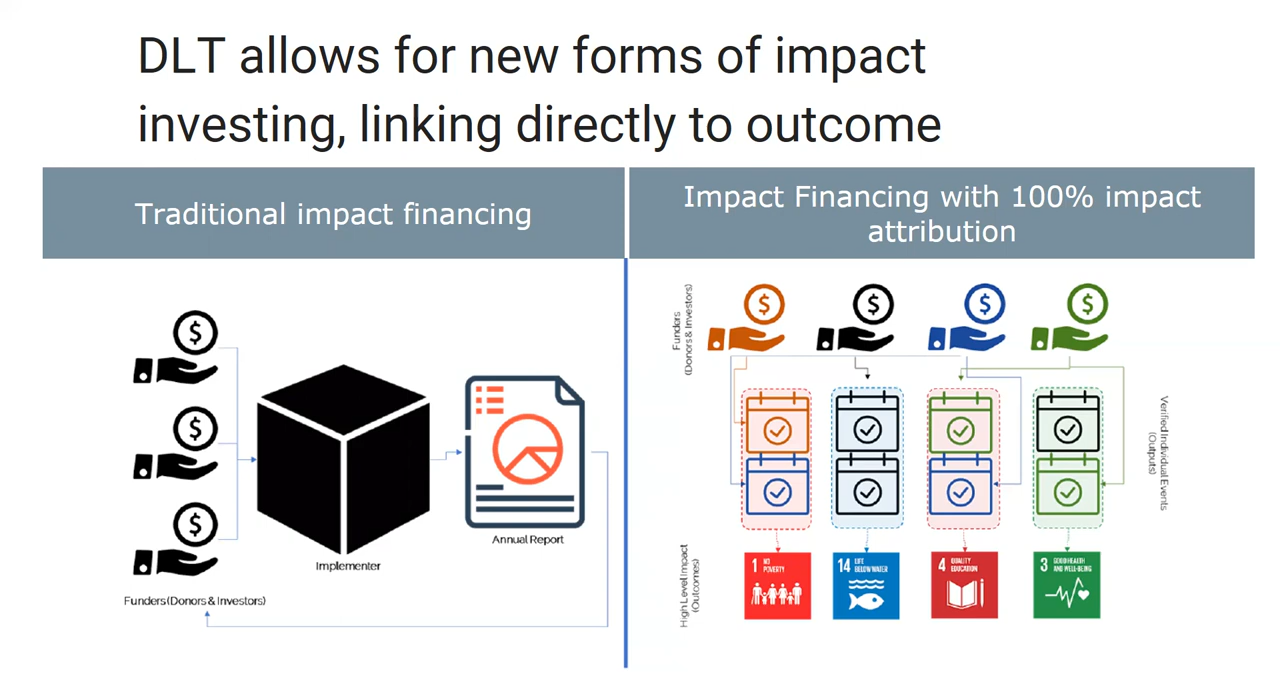 DLT allows for new forms of impact
investing, linking directly to outcome
Traditional impact financing
Impact Financing with 100% impact
attribution
$
$
$
Implementer
Annual Report
Funders (Donors & Investors)
Funders
(Donors & Investors)
$
$
$
$
Verified Individual Events
(Outputs)
High Level Impact
(Outcomes)
1 NO
POVERTY
14 LIFE
BELOW WATER
4 QUALITY
EDUCATION
3 GOOD HEALTH
AND WELL-BEING